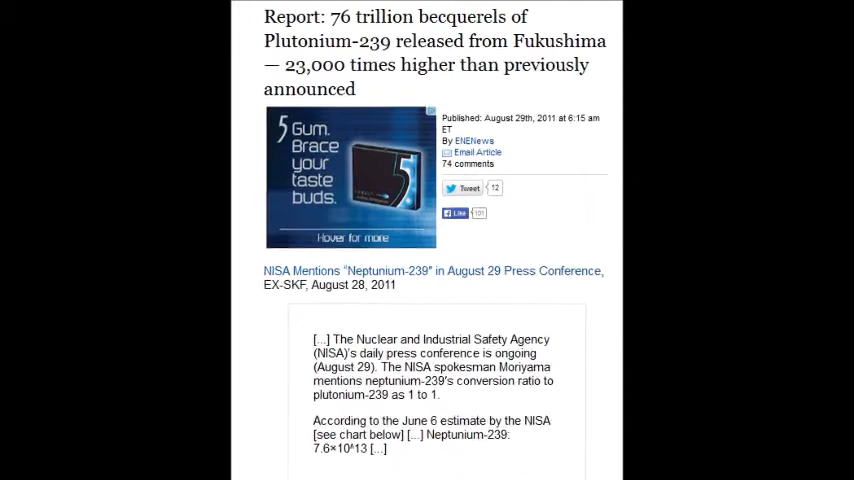 Report: 76 trillion becquerels of
Plutonium-239 released from Fukushima
— 23,000 times higher than previously
announced
5 Gum.
Brace
your
taste
buds.
5
Hover for more
Published: August 29th, 2011 at 6:15 am
ET
By ENENews
Email Article
74 comments
Tweet 12
Like 101
NISA Mentions "Neptunium-239" in August 29 Press Conference,
EX-SKF, August 28, 2011
[...] The Nuclear and Industrial Safety Agency
(NISA)'s daily press conference is ongoing
(August 29). The NISA spokesman Moriyama
mentions neptunium-239's conversion ratio to
plutonium-239 as 1 to 1.
According to the June 6 estimate by the NISA
[see chart below] [...] Neptunium-239:
7.6×10^13 [...]